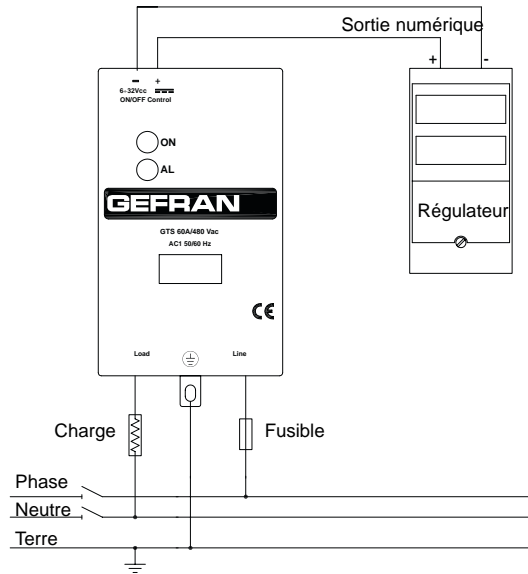 Sortie numérique
+ -
– +
6-32Vcc
ON/OFF Control
ON
AL
GEFRAN
Régulateur
GTS 60A/480 Vac
AC1 50/60 Hz
CE
Load Line
Charge
Fusible
Phase
Neutre
Terre